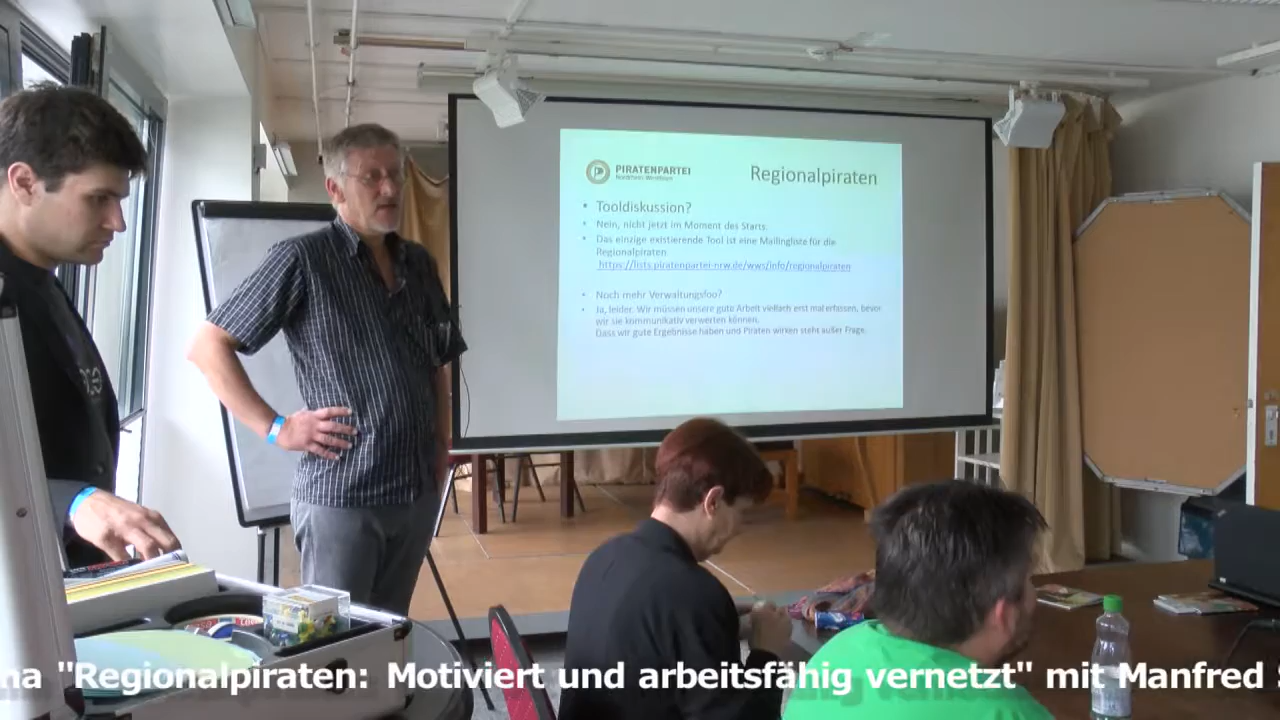 PIRATENPARTEI
Nordrhein-Westfalen
Regionalpiraten
• Tooldiskussion?
• Nein, nicht jetzt im Moment des Starts.
• Das einzige existierende Tool ist eine Mailingliste für die
Regionalpiraten
https://lists.piratenpartei-nrw.de/wws/info/regionalpiraten
• Noch mehr Verwaltungsfoo?
• Ja, leider. Wir müssen unsere gute Arbeit vielfach erst mal erfassen, bevor
wir sie kommunikativ verwerten können.
Dass wir gute Ergebnisse haben und Piraten wirken steht außer Frage.
"Regionalpiraten: Motiviert und arbeitsfähig vernetzt" mit Manfred